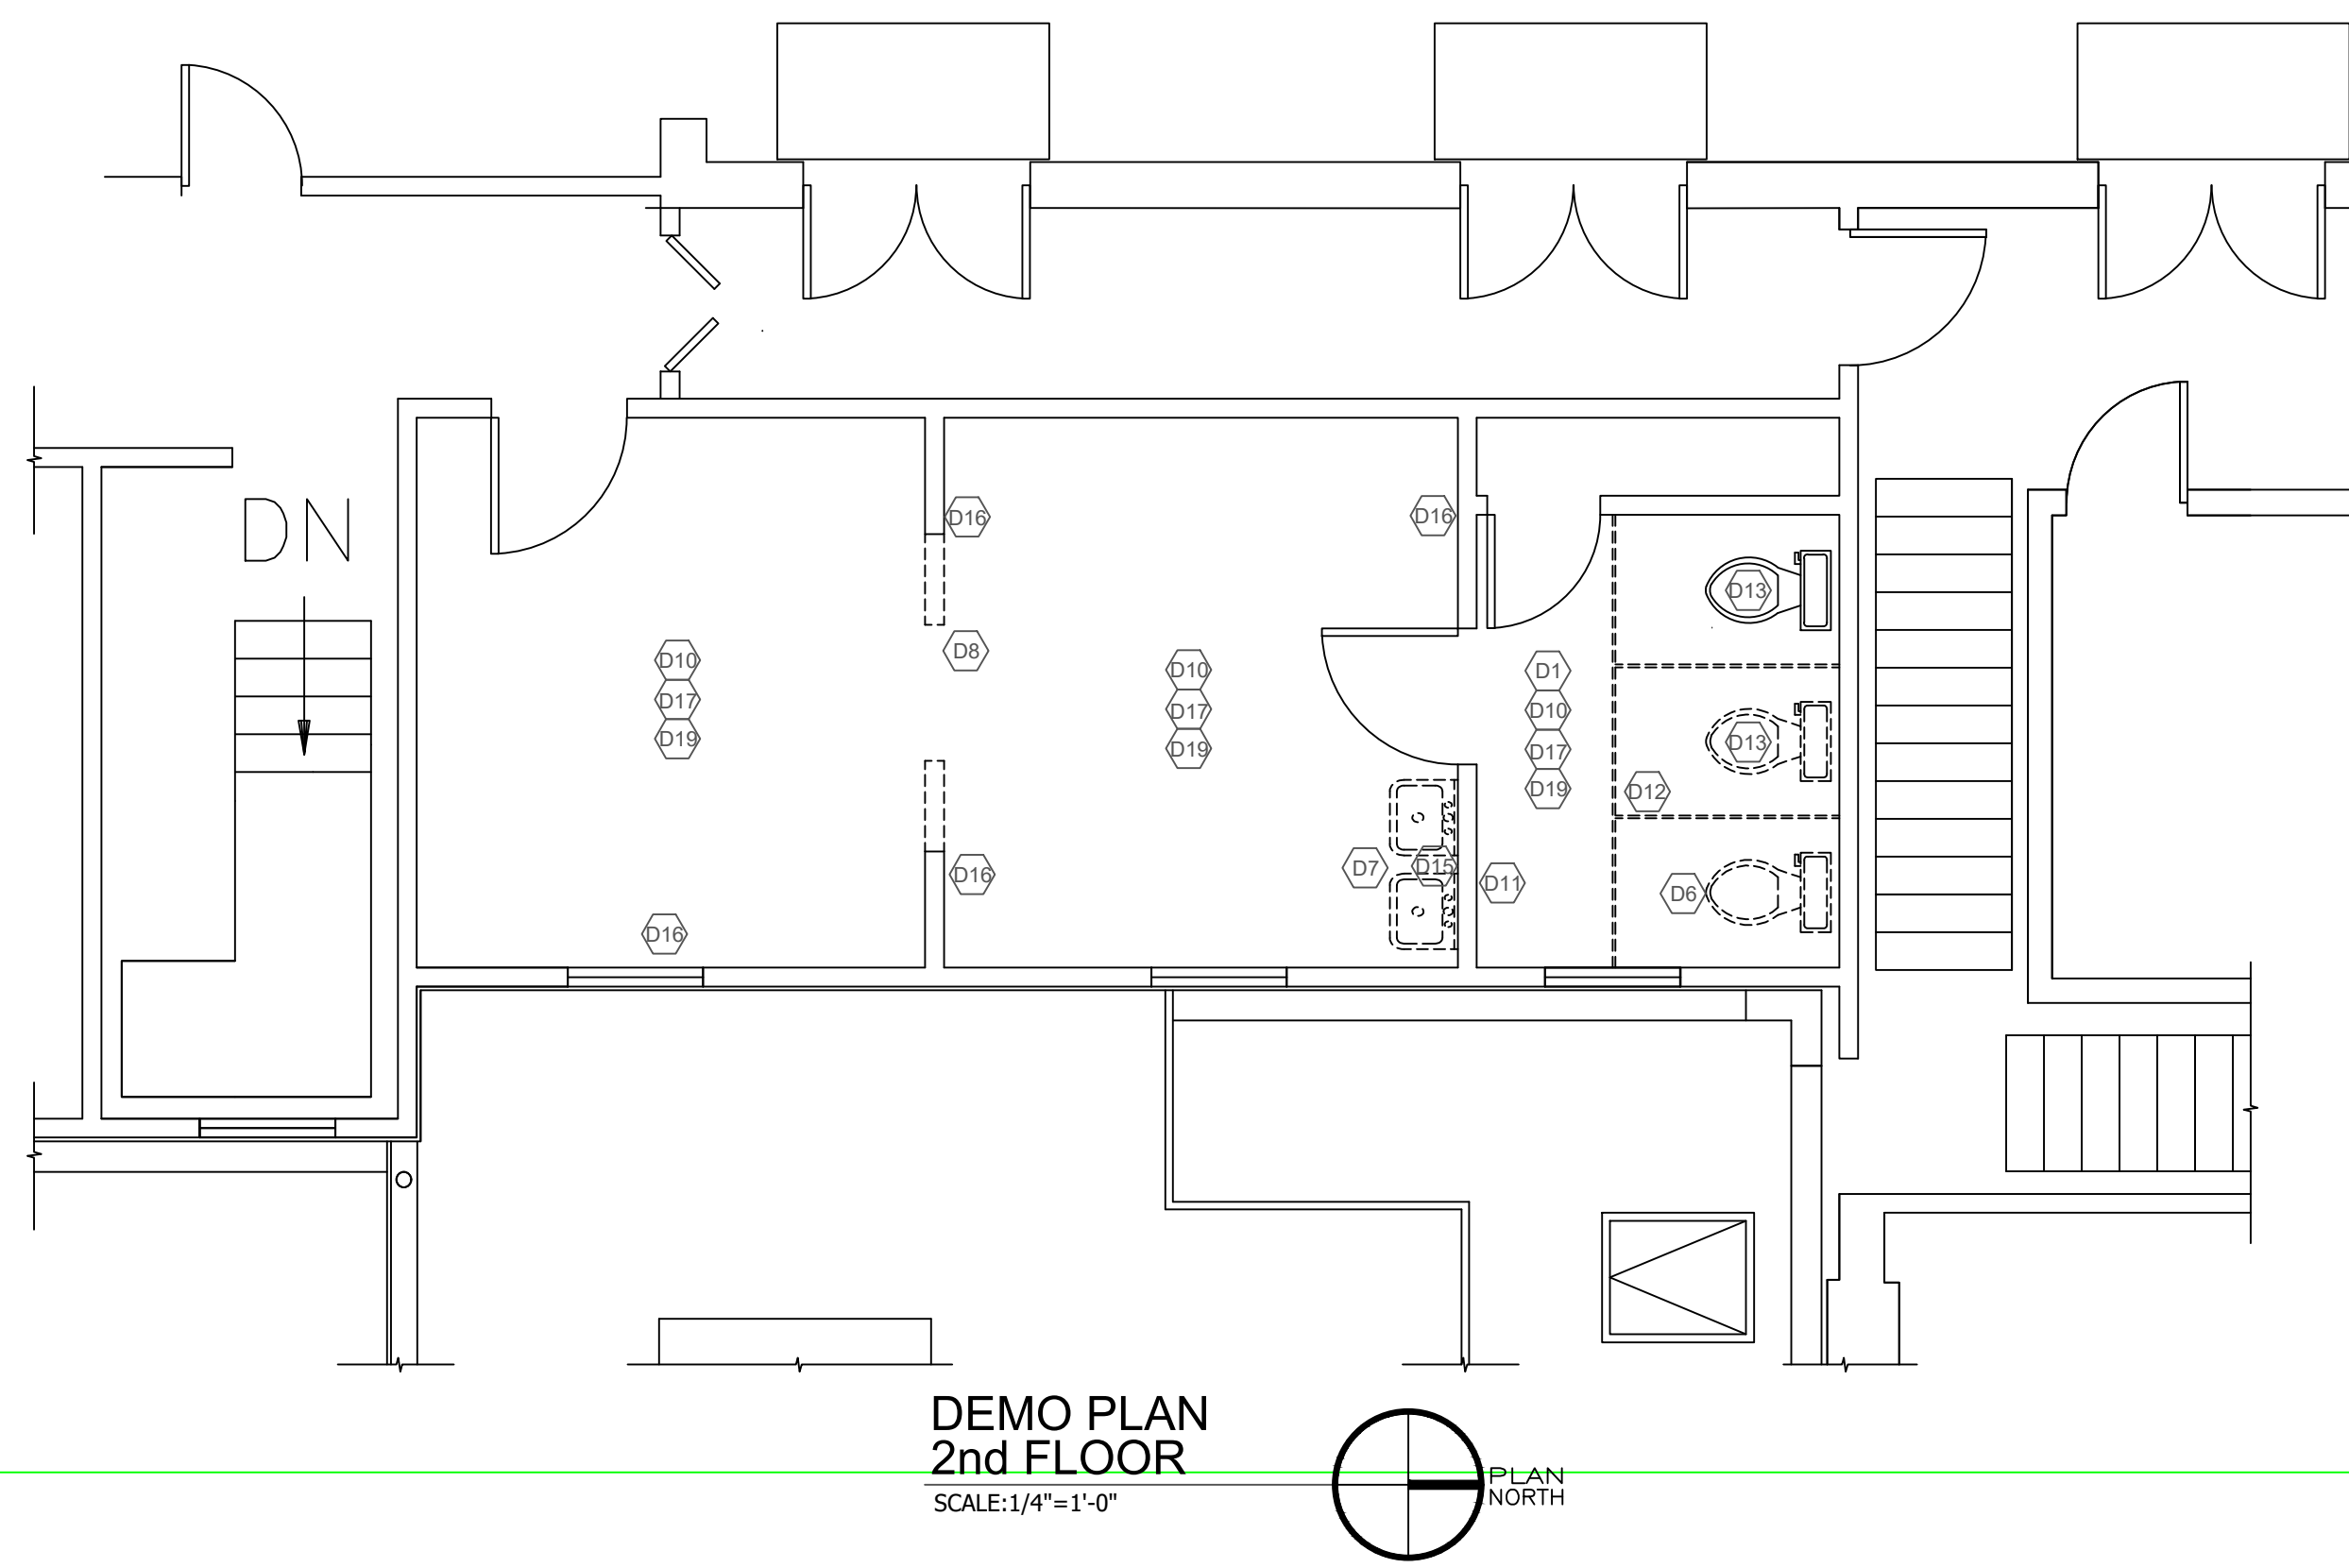 DN
D16
D16
D13
D8
D10
D17
D19
D10
D17
D19
D1
D10
D17
D19
D13
D12
D7
D15
D16
D11
D6
D16
DEMO PLAN
2nd FLOOR
SCALE:1/4"=1'-0"
PLAN
NORTH